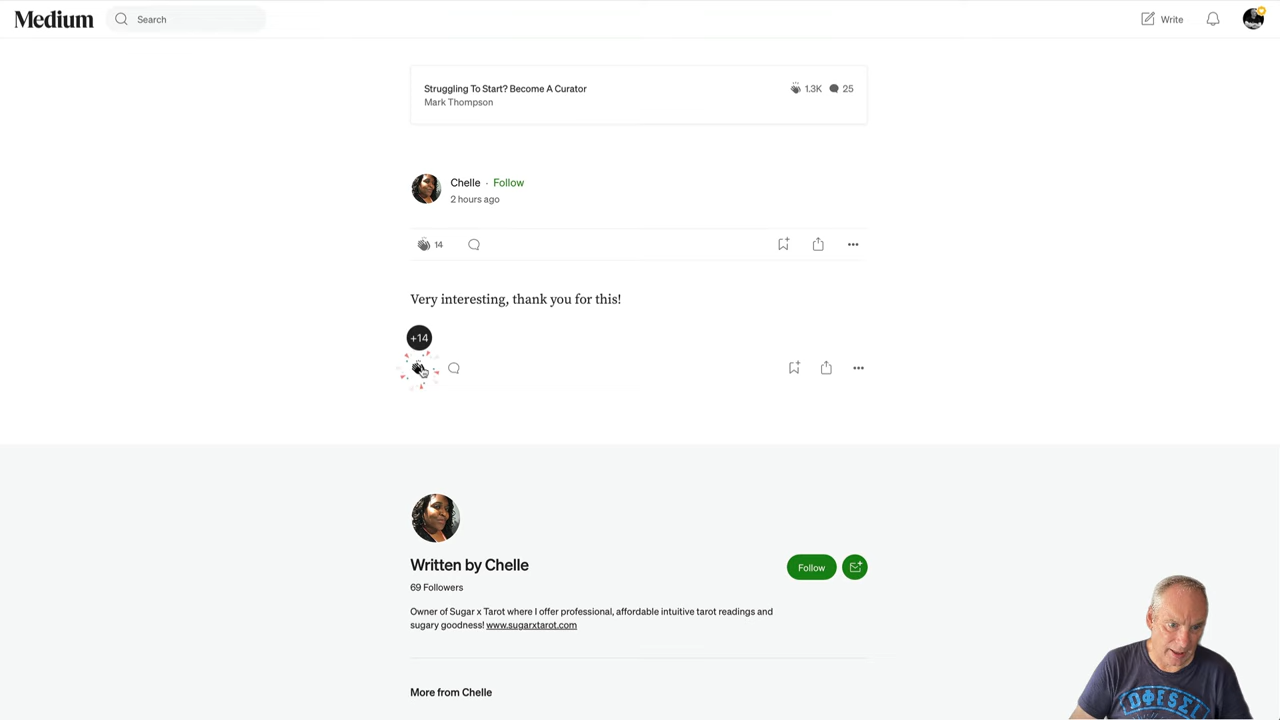 Medium
Search
Write
Struggling To Start? Become A Curator
1.3K
25
Mark Thompson
Chelle · Follow
2 hours ago
14
Very interesting, thank you for this!
+14
Written by Chelle
Follow
69 Followers
Owner of Sugar x Tarot where I offer professional, affordable intuitive tarot readings and
sugary goodness! www.sugarxtarot.com
More from Chelle